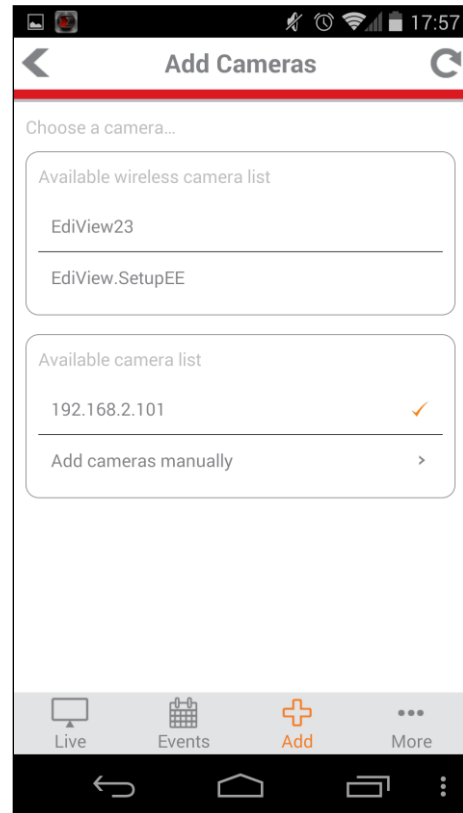 17:57
Add Cameras
Choose a camera...
Available wireless camera list
EdiView23
EdiView.SetupEE
Available camera list
192.168.2.101
Add cameras manually
Live Events Add More